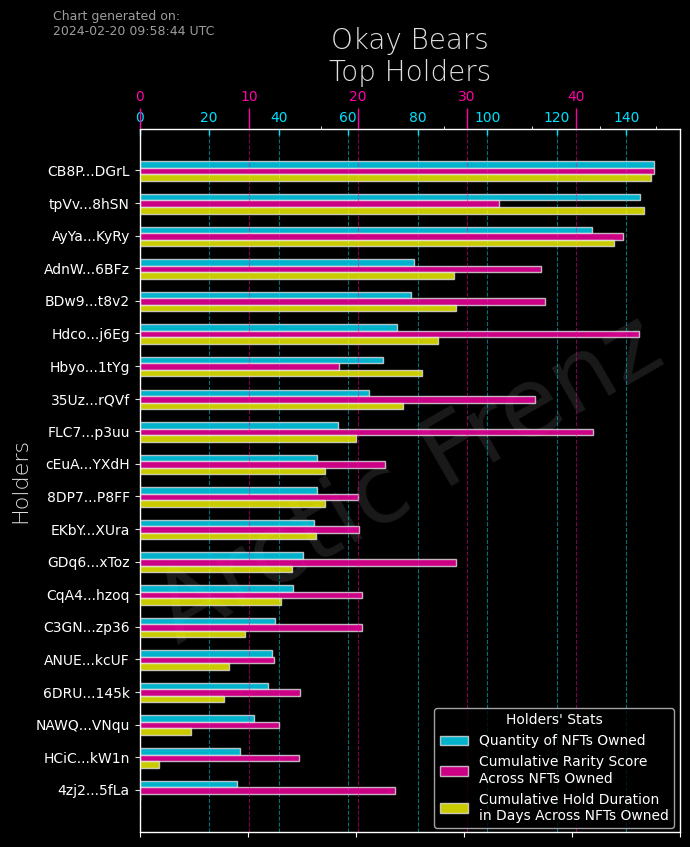 Chart generated on:
2024-02-20 09:58:44 UTC
Okay Bears
Top Holders
0 10 20 30 40
0 20 40 60 80 100 120 140
CB8P...DGrL
tpVv...8hSN
AyYa...KyRy
AdnW...6BFz
BDw9...t8v2
Hdco...j6Eg
Hbyo...1tYg
35Uz...rQVf
FLC7...p3uu
cEuA...YXdH
8DP7...P8FF
EKbY...XUra
GDq6...xToz
CqA4...hzoq
C3GN...zp36
ANUE...kcUF
6DRU...145k
NAWQ...VNqu
HCiC...kW1n
4zj2...5fLa
Holders
Arctic Frenz
Holders' Stats
Quantity of NFTs Owned
Cumulative Rarity Score
Across NFTs Owned
Cumulative Hold Duration
in Days Across NFTs Owned